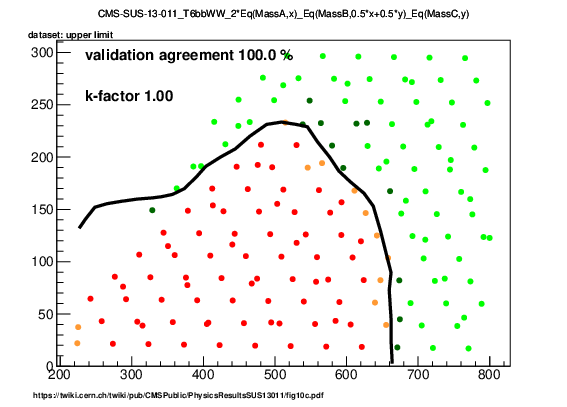 CMS-SUS-13-011_T6bbWW_2*Eq(MassA,x)_Eq(MassB,0.5*x+0.5*y)_Eq(MassC,y)
dataset: upper limit
validation agreement 100.0 %
k-factor 1.00
300
250
200
150
100
50
0
200 300 400 500 600 700 800
https://twiki.cern.ch/twiki/pub/CMSPublic/PhysicsResultsSUS13011/fig10c.pdf